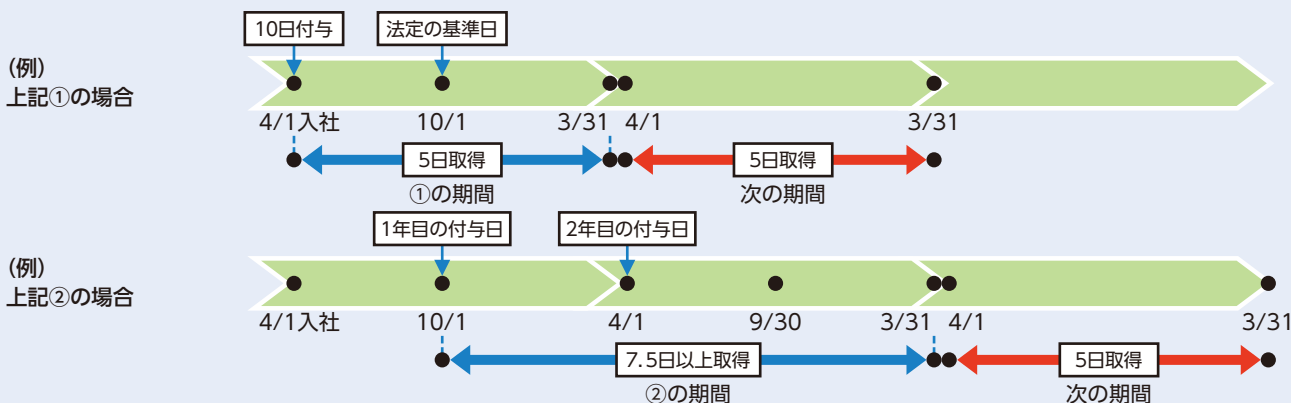 10日付与 法定の基準日
(例)
上記①の場合
4/1入社 10/1 3/31 4/1 3/31
5日取得 5日取得
①の期間 次の期間
1年目の付与日 2年目の付与日
(例)
上記②の場合
4/1入社 10/1 4/1 9/30 3/31 4/1 3/31
7.5日以上取得 5日取得
②の期間 次の期間